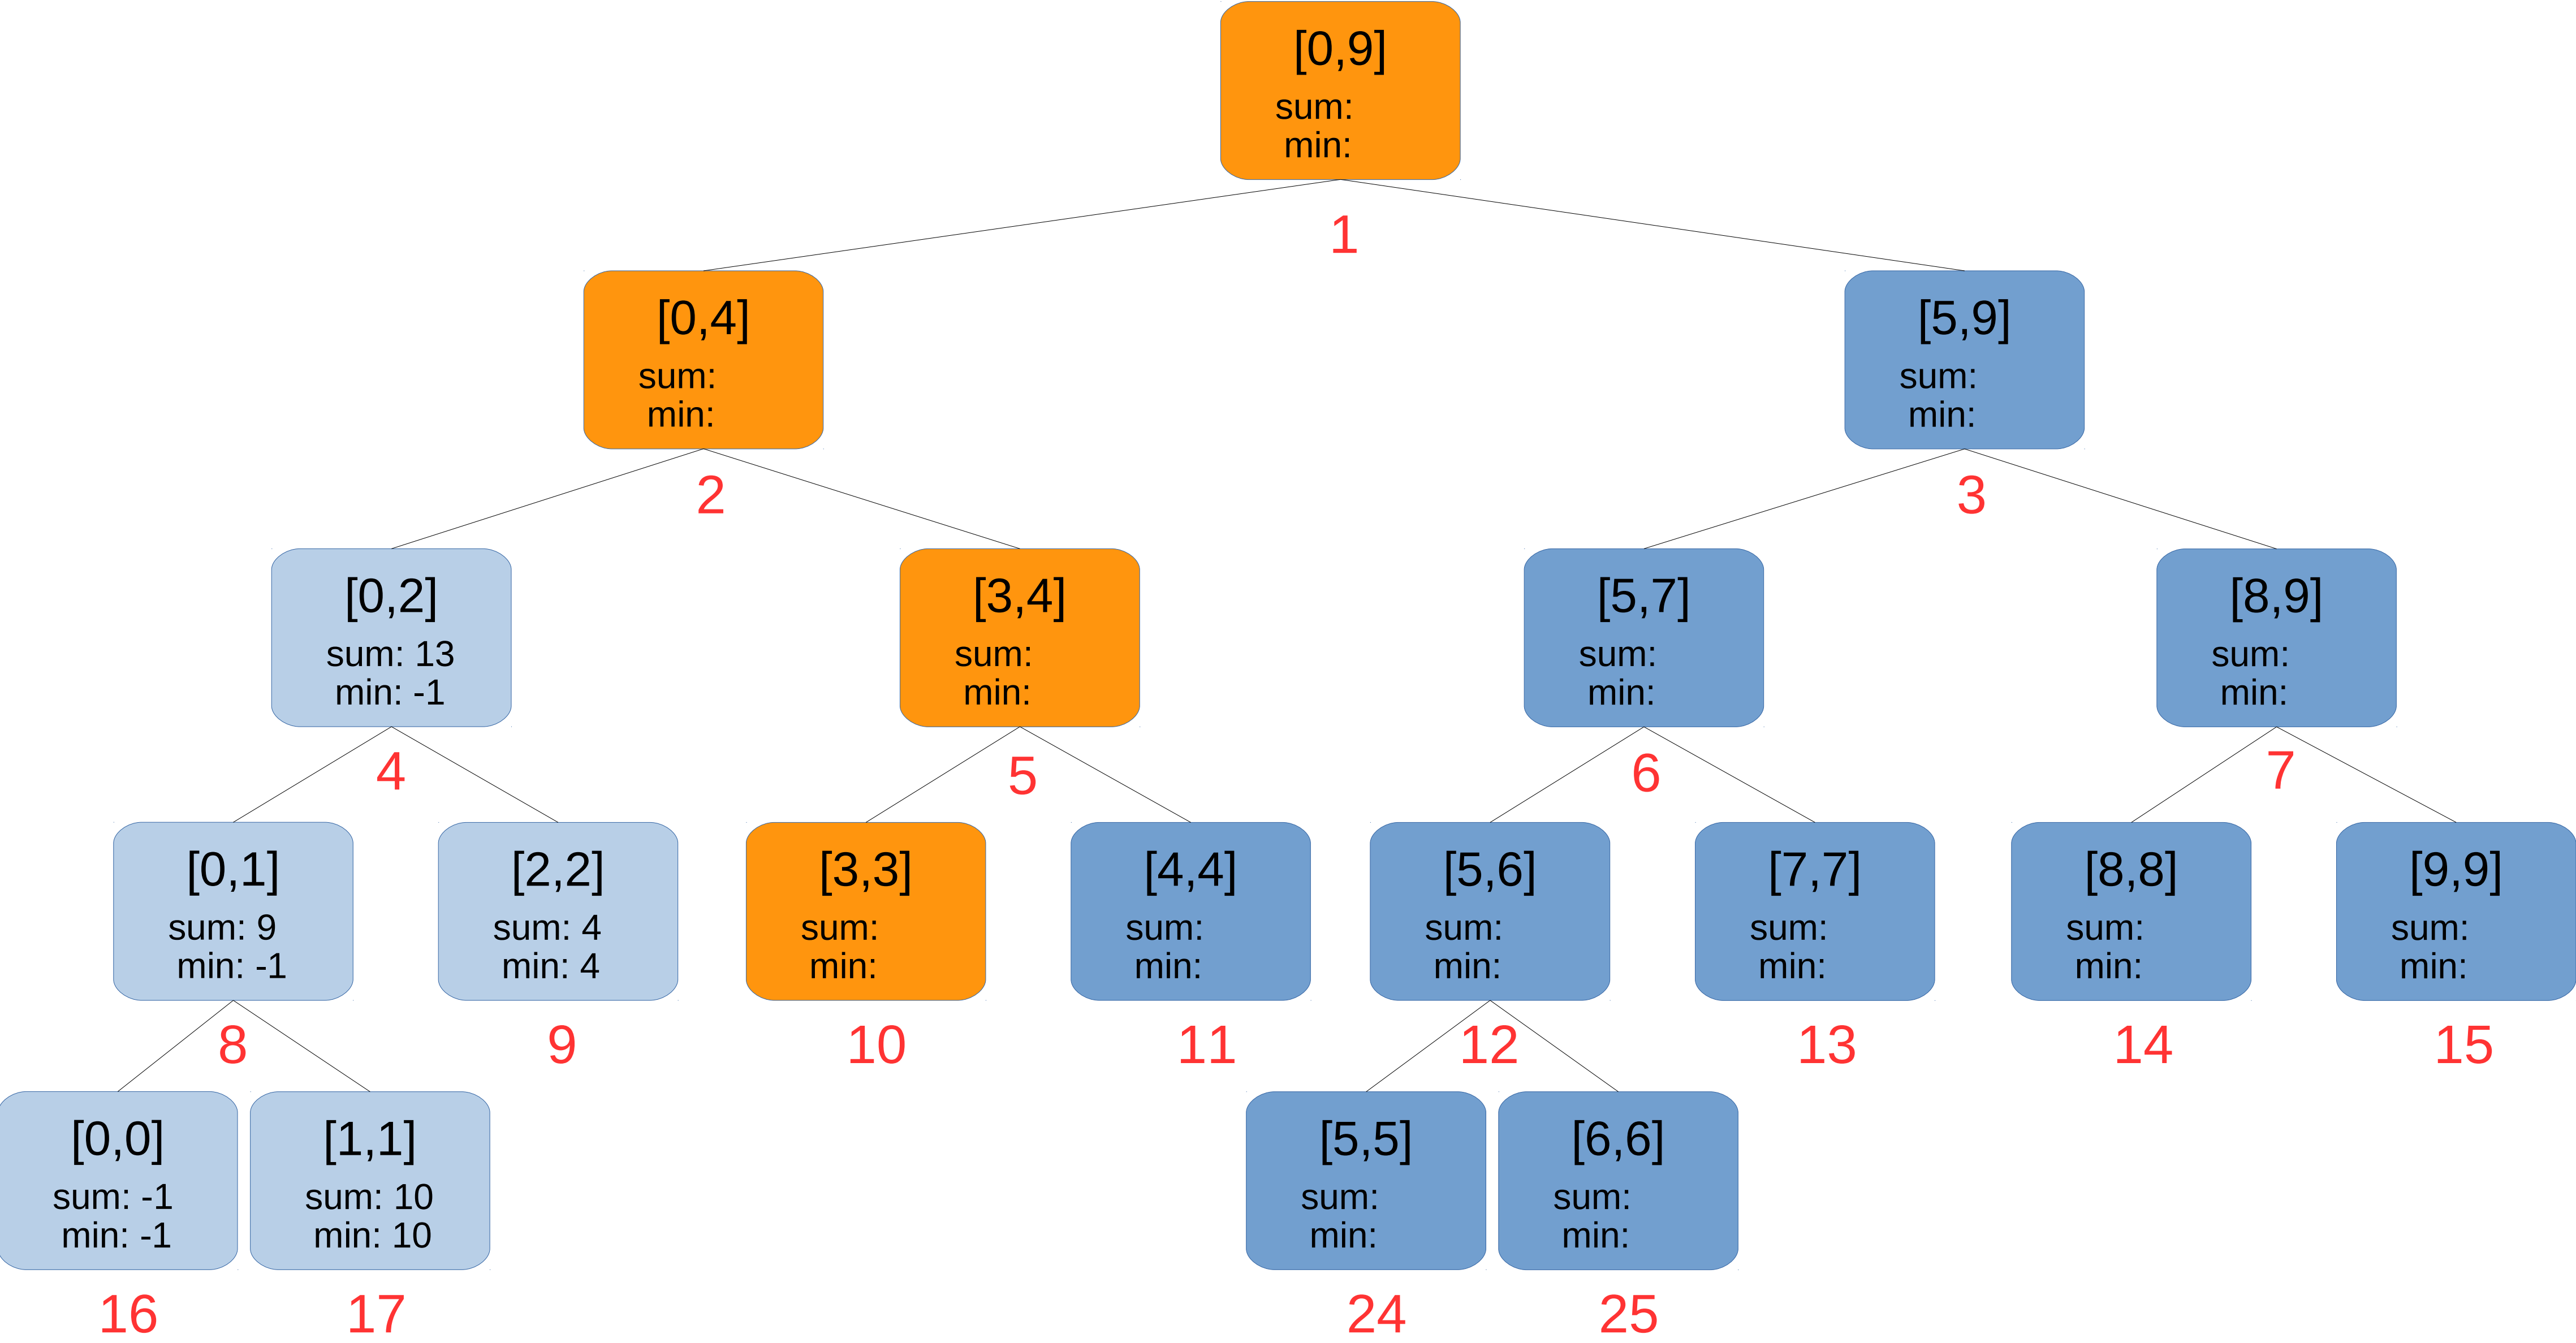 [0,9]
sum:
min:
1
[0,4]
sum:
min:
[5,9]
sum:
min:
2
3
[0,2]
sum: 13
min: -1
[3,4]
sum:
min:
[5,7]
sum:
min:
[8,9]
sum:
min:
4
5
6
7
[0,1]
sum: 9
min: -1
[2,2]
sum: 4
min: 4
[3,3]
sum:
min:
[4,4]
sum:
min:
[5,6]
sum:
min:
[7,7]
sum:
min:
[8,8]
sum:
min:
[9,9]
sum:
min:
8
9
10
11
12
13
14
15
[0,0]
sum: -1
min: -1
[1,1]
sum: 10
min: 10
[5,5]
sum:
min:
[6,6]
sum:
min:
16
17
24
25